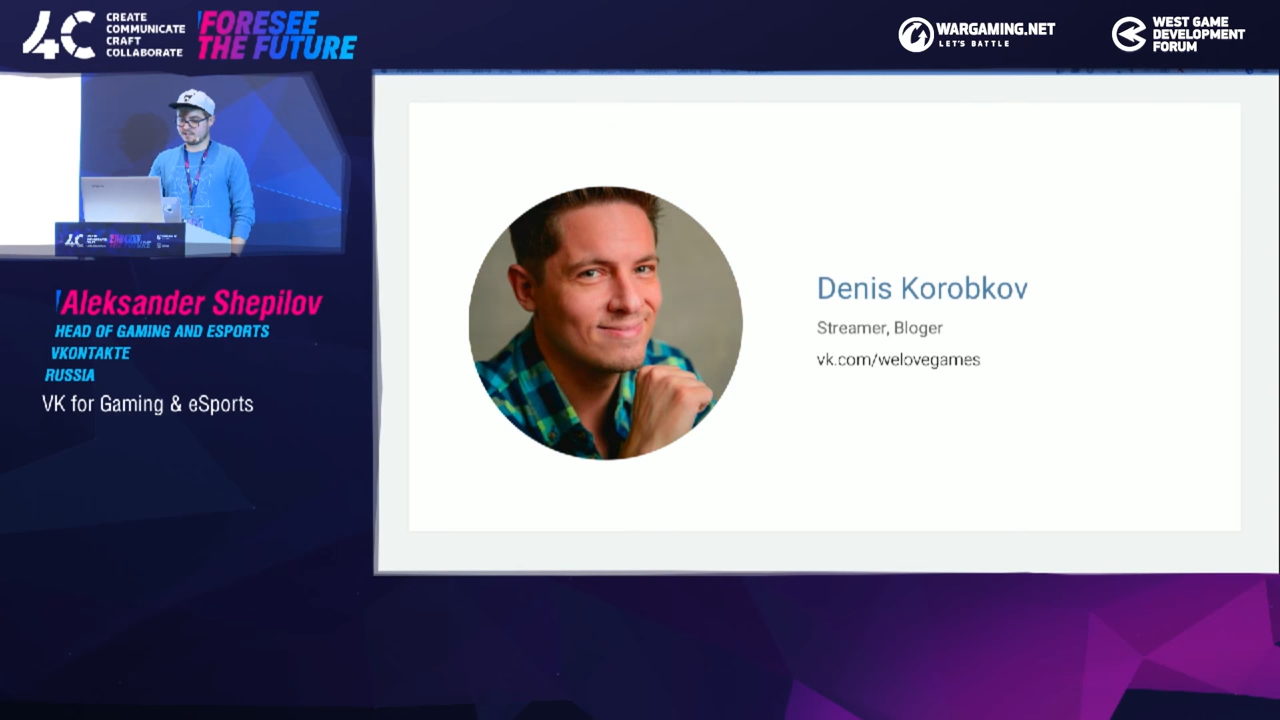 4C
CREATE
COMMUNICATE
CRAFT
COLLABORATE
FORESEE
THE FUTURE
WARGAMING.NET
LET'S BATTLE
WEST GAME
DEVELOPMENT
FORUM
4C
Aleksander Shepilov
HEAD OF GAMING AND ESPORTS
VKONTAKTE
RUSSIA
VK for Gaming & eSports
Denis Korobkov
Streamer, Bloger
vk.com/welovegames